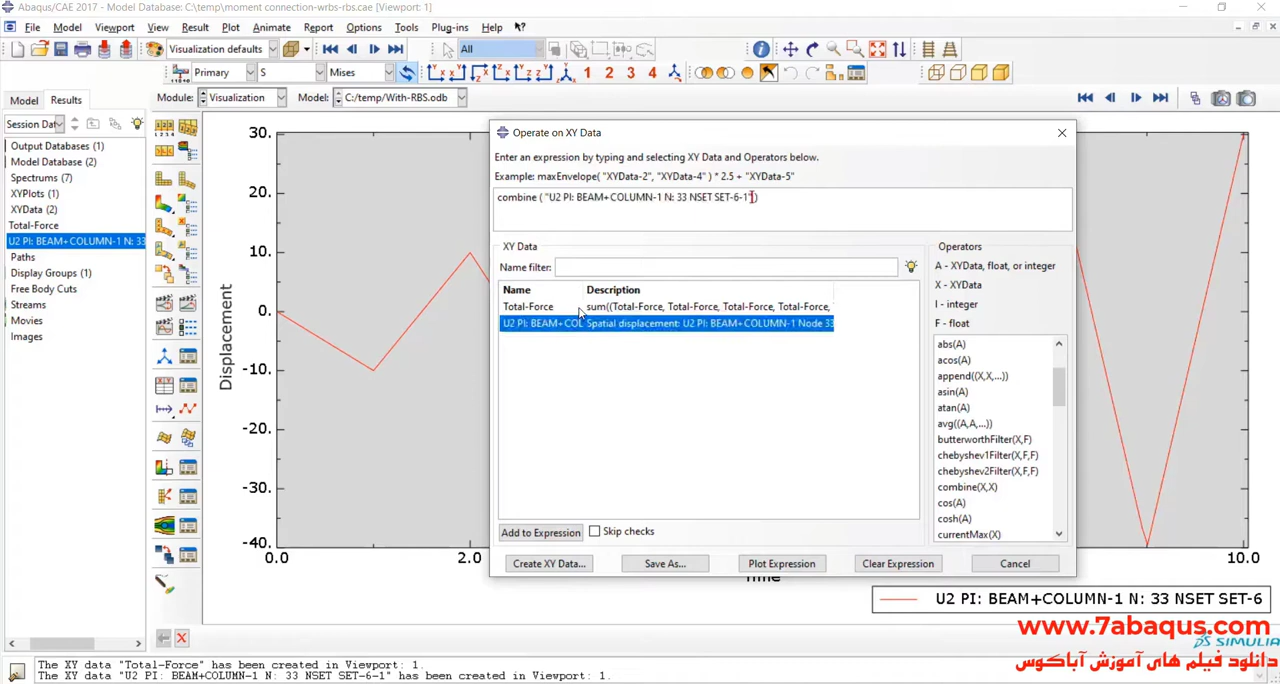 Abaqus/CAE 2017 - Model Database: C:\temp\moment connection-wrbs-rbs.cae [Viewport: 1]
File Model Viewport View Result Plot Animate Report Options Tools Plug-ins Help
Visualization defaults All
Primary S Mises 1 2 3 4
Model Results Module: Visualization Model: C:/temp/With-RBS.odb
Session Dat
Output Databases (1)
Model Database (2)
Spectrums (7)
XYPlots (1)
XYData (2)
Total-Force
U2 PI: BEAM+COLUMN-1 N: 33
Paths
Display Groups (1)
Free Body Cuts
Streams
Movies
Images
30.
20.
10.
0.
-10.
-20.
-30.
-40.
Displacement
0.0 2.0 10.0
Time
U2 PI: BEAM+COLUMN-1 N: 33 NSET SET-6
Operate on XY Data
Enter an expression by typing and selecting XY Data and Operators below.
Example: maxEnvelope( "XYData-2", "XYData-4" ) * 2.5 + "XYData-5"
combine ( "U2 PI: BEAM+COLUMN-1 N: 33 NSET SET-6-1" )
XY Data
Name filter:
Name Description
Total-Force sum((Total-Force, Total-Force, Total-Force, Total-Force,
U2 PI: BEAM+COL Spatial displacement: U2 PI: BEAM+COLUMN-1 Node 33
Add to Expression Skip checks
Operators
A - XYData, float, or integer
X - XYData
I - integer
F - float
abs(A)
acos(A)
append((X,X,...))
asin(A)
atan(A)
avg((A,A,...))
butterworthFilter(X,F)
chebyshev1Filter(X,F,F)
chebyshev2Filter(X,F,F)
combine(X,X)
cos(A)
cosh(A)
currentMax(X)
Create XY Data... Save As... Plot Expression Clear Expression Cancel
www.7abaqus.com
SIMULIA
دانلود فیلم های آموزش آباکوس
The XY data "Total-Force" has been created in Viewport: 1.
The XY data "U2 PI: BEAM+COLUMN-1 N: 33 NSET SET-6-1" has been created in Viewport: 1.